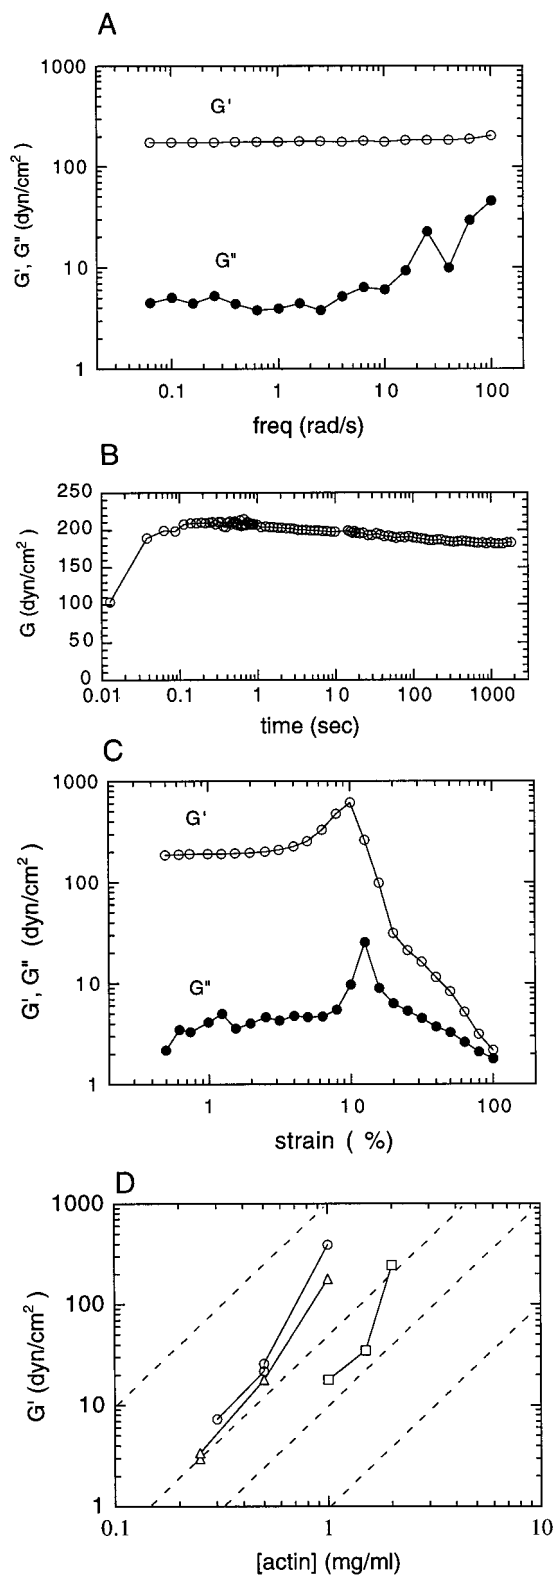 A
1000
100
10
1
G', G" (dyn/cm²)
G'
G"
0.1 1 10 100
freq (rad/s)
B
250
200
150
100
50
0
G (dyn/cm²)
0.01 0.1 1 10 100 1000
time (sec)
C
1000
100
10
1
G', G" (dyn/cm²)
G'
G"
1 10 100
strain ( %)
D
1000
100
10
1
G' (dyn/cm²)
0.1 1 10
[actin] (mg/ml)